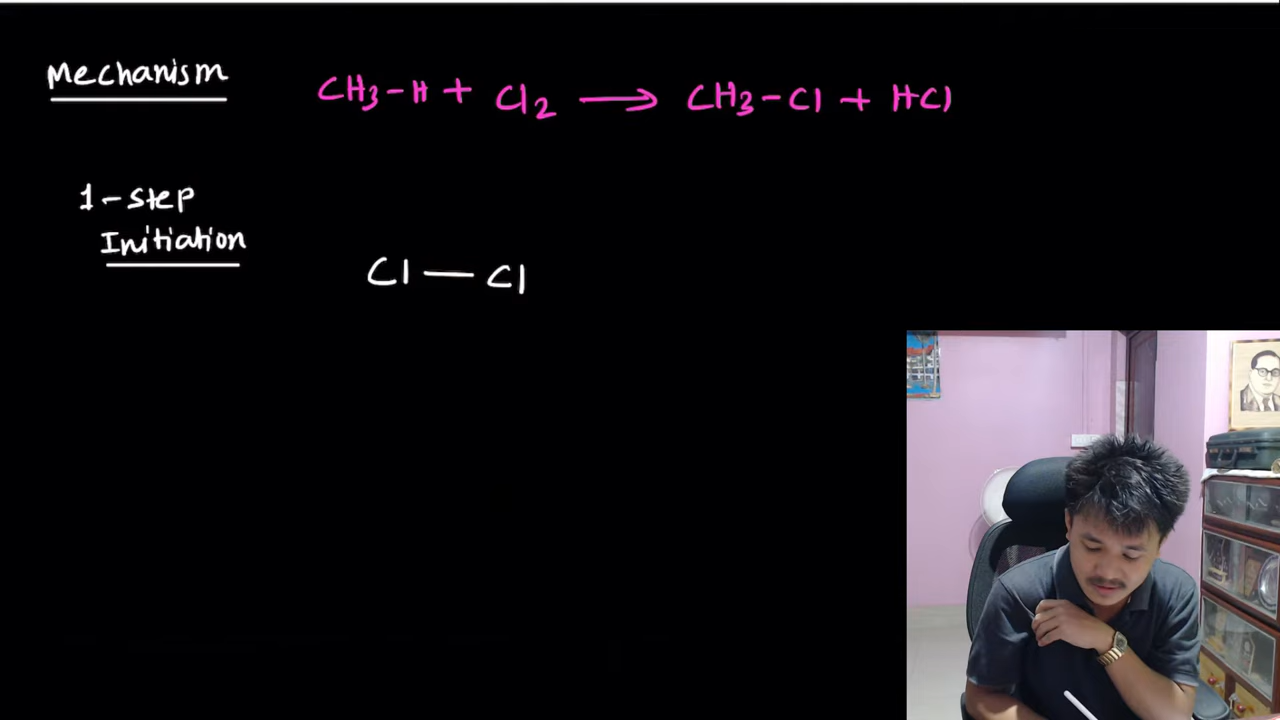 Mechanism
CH3-H + Cl2 ⟶ CH3-Cl + HCl
1-step
Initiation
Cl — Cl